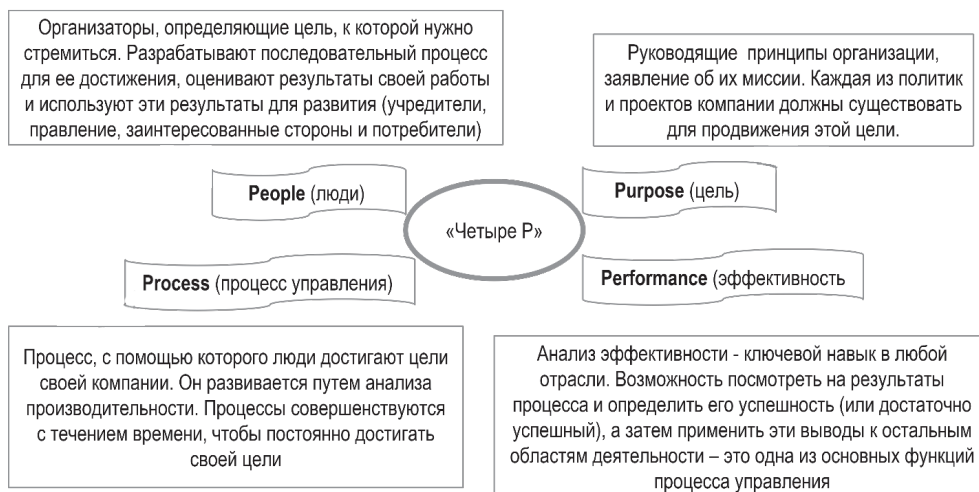 Организаторы, определяющие цель, к которой нужно
стремиться. Разрабатывают последовательный процесс
для ее достижения, оценивают результаты своей работы
и используют эти результаты для развития (учредители,
правление, заинтересованные стороны и потребители)
Руководящие принципы организации,
заявление об их миссии. Каждая из политик
и проектов компании должны существовать
для продвижения этой цели.
People (люди)
Purpose (цель)
«Четыре Р»
Process (процесс управления)
Performance (эффективность
Процесс, с помощью которого люди достигают цели
своей компании. Он развивается путем анализа
производительности. Процессы совершенствуются
с течением времени, чтобы постоянно достигать
своей цели
Анализ эффективности - ключевой навык в любой
отрасли. Возможность посмотреть на результаты
процесса и определить его успешность (или достаточно
успешный), а затем применить эти выводы к остальным
областям деятельности – это одна из основных функций
процесса управления